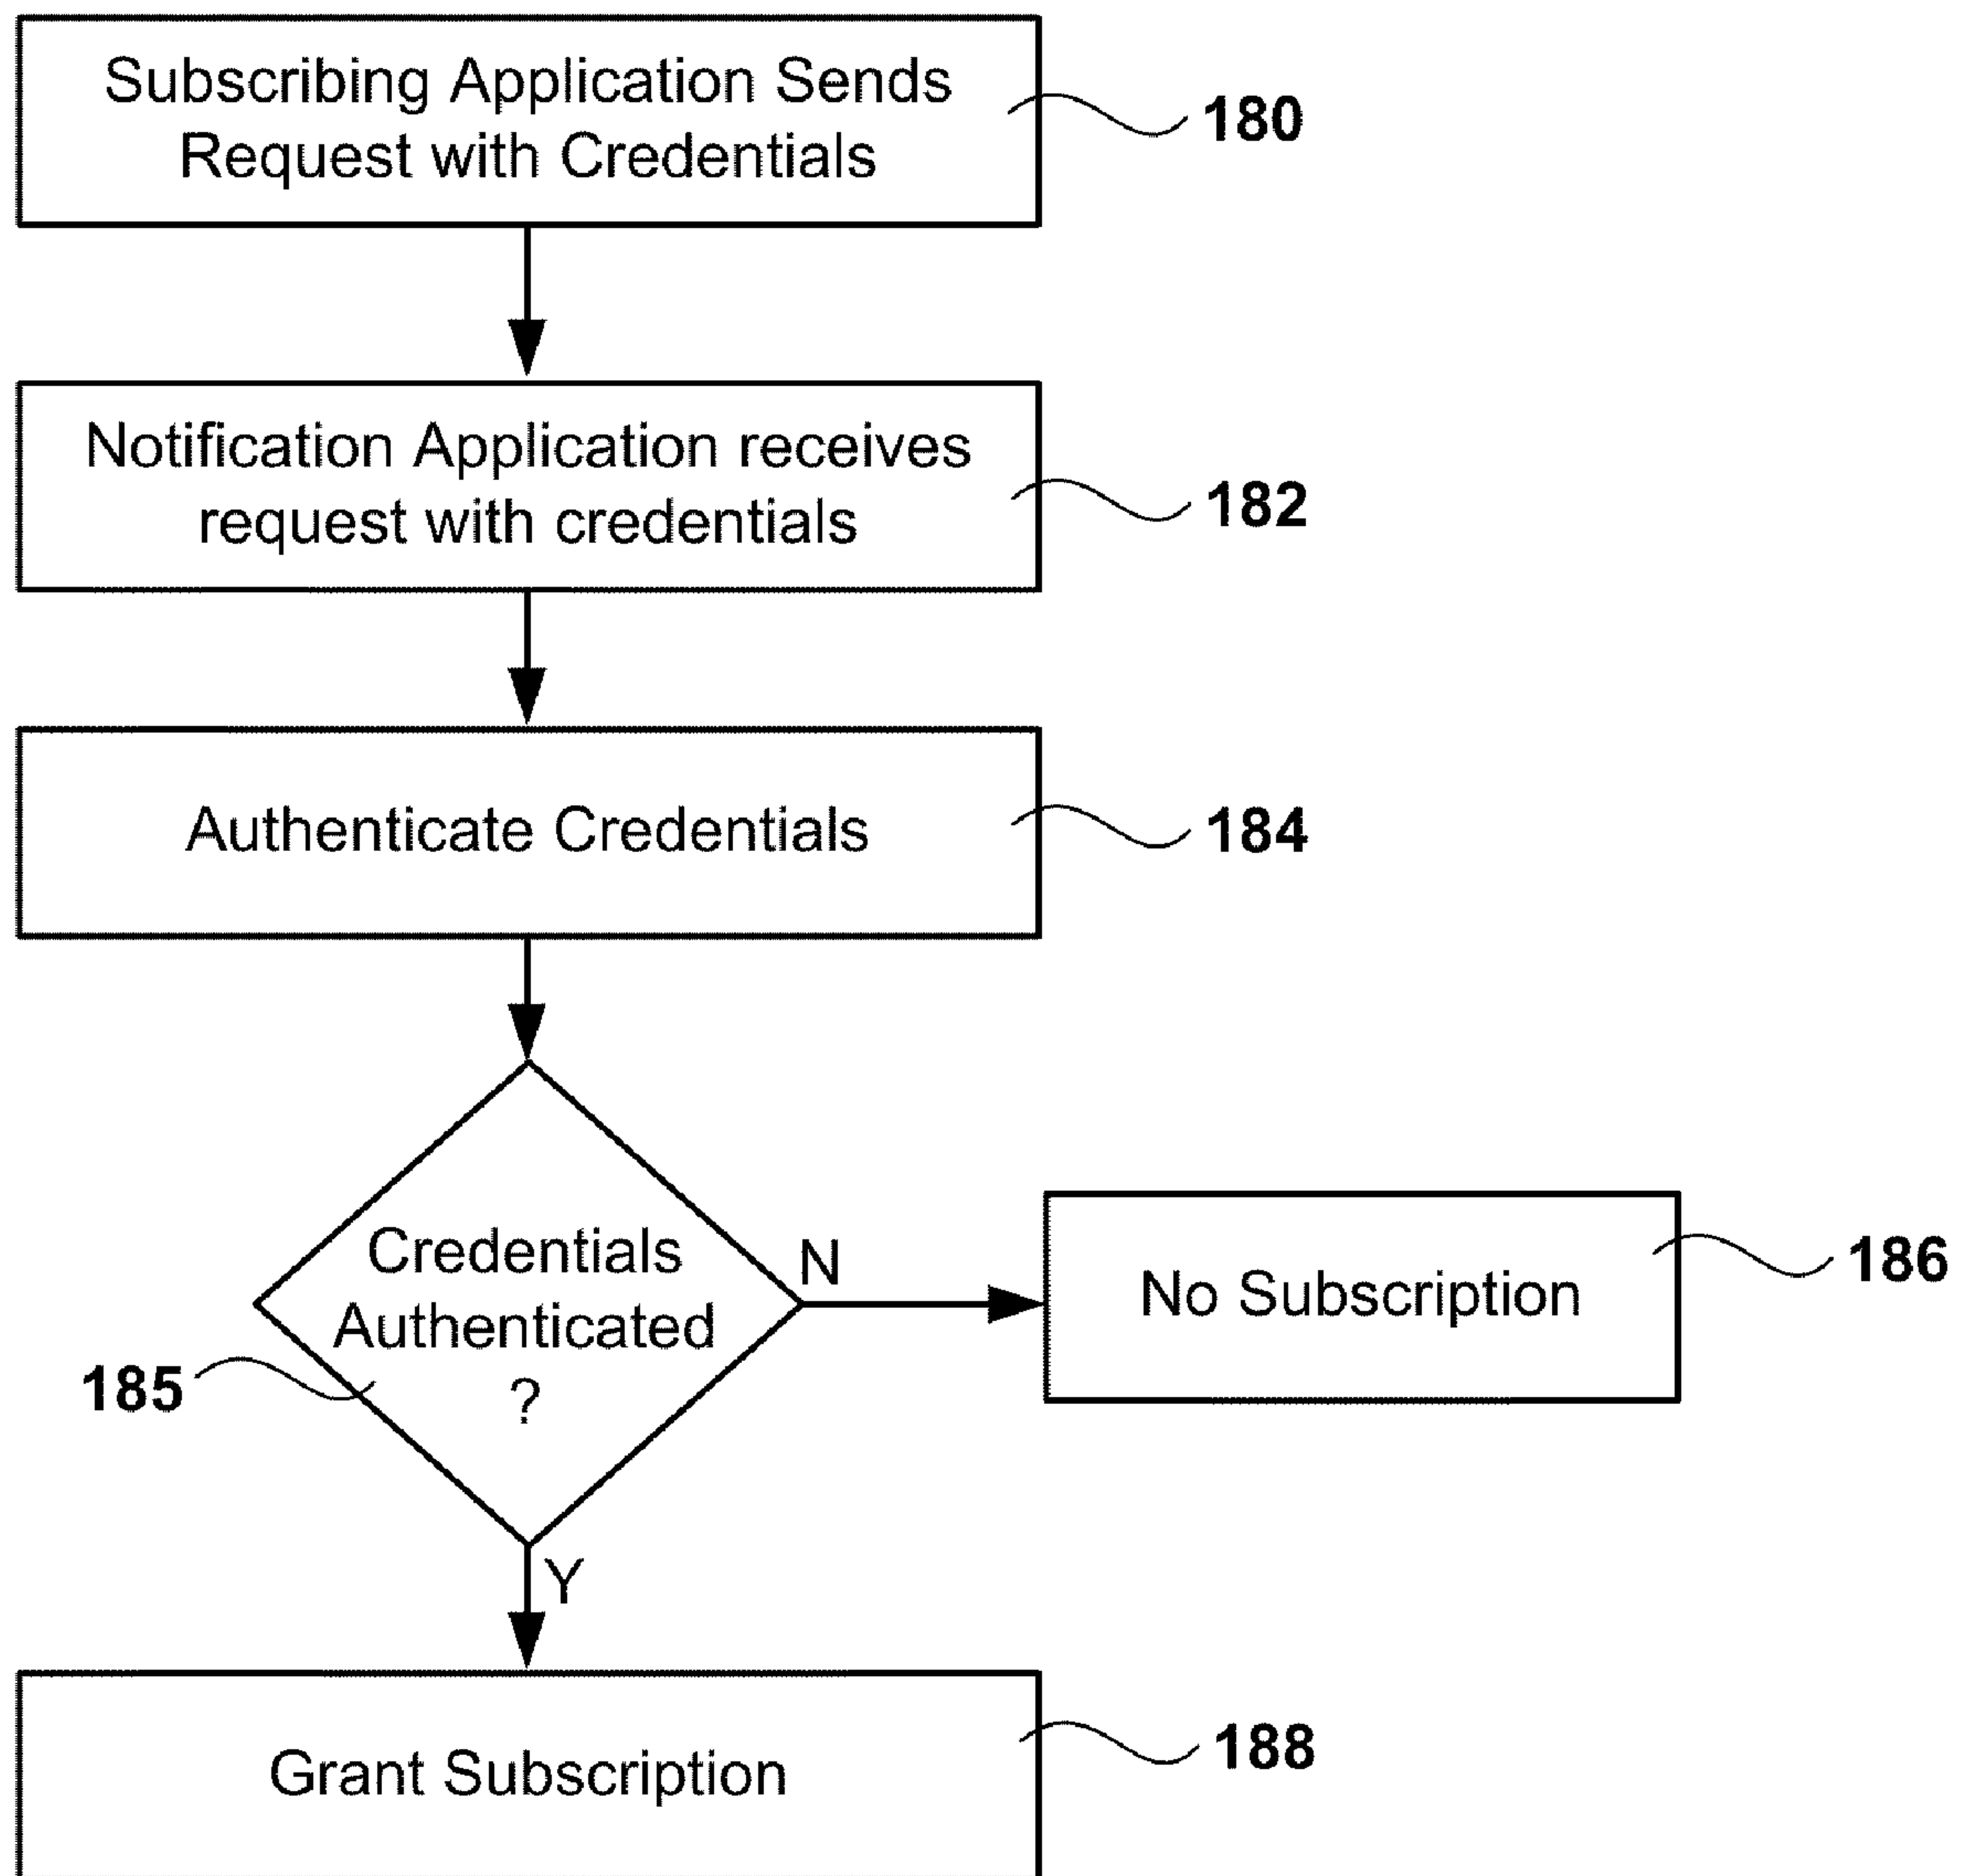 Subscribing Application Sends
Request with Credentials
180
Notification Application receives
request with credentials
182
Authenticate Credentials
184
Credentials
Authenticated
?
185
N
No Subscription
186
Y
Grant Subscription
188